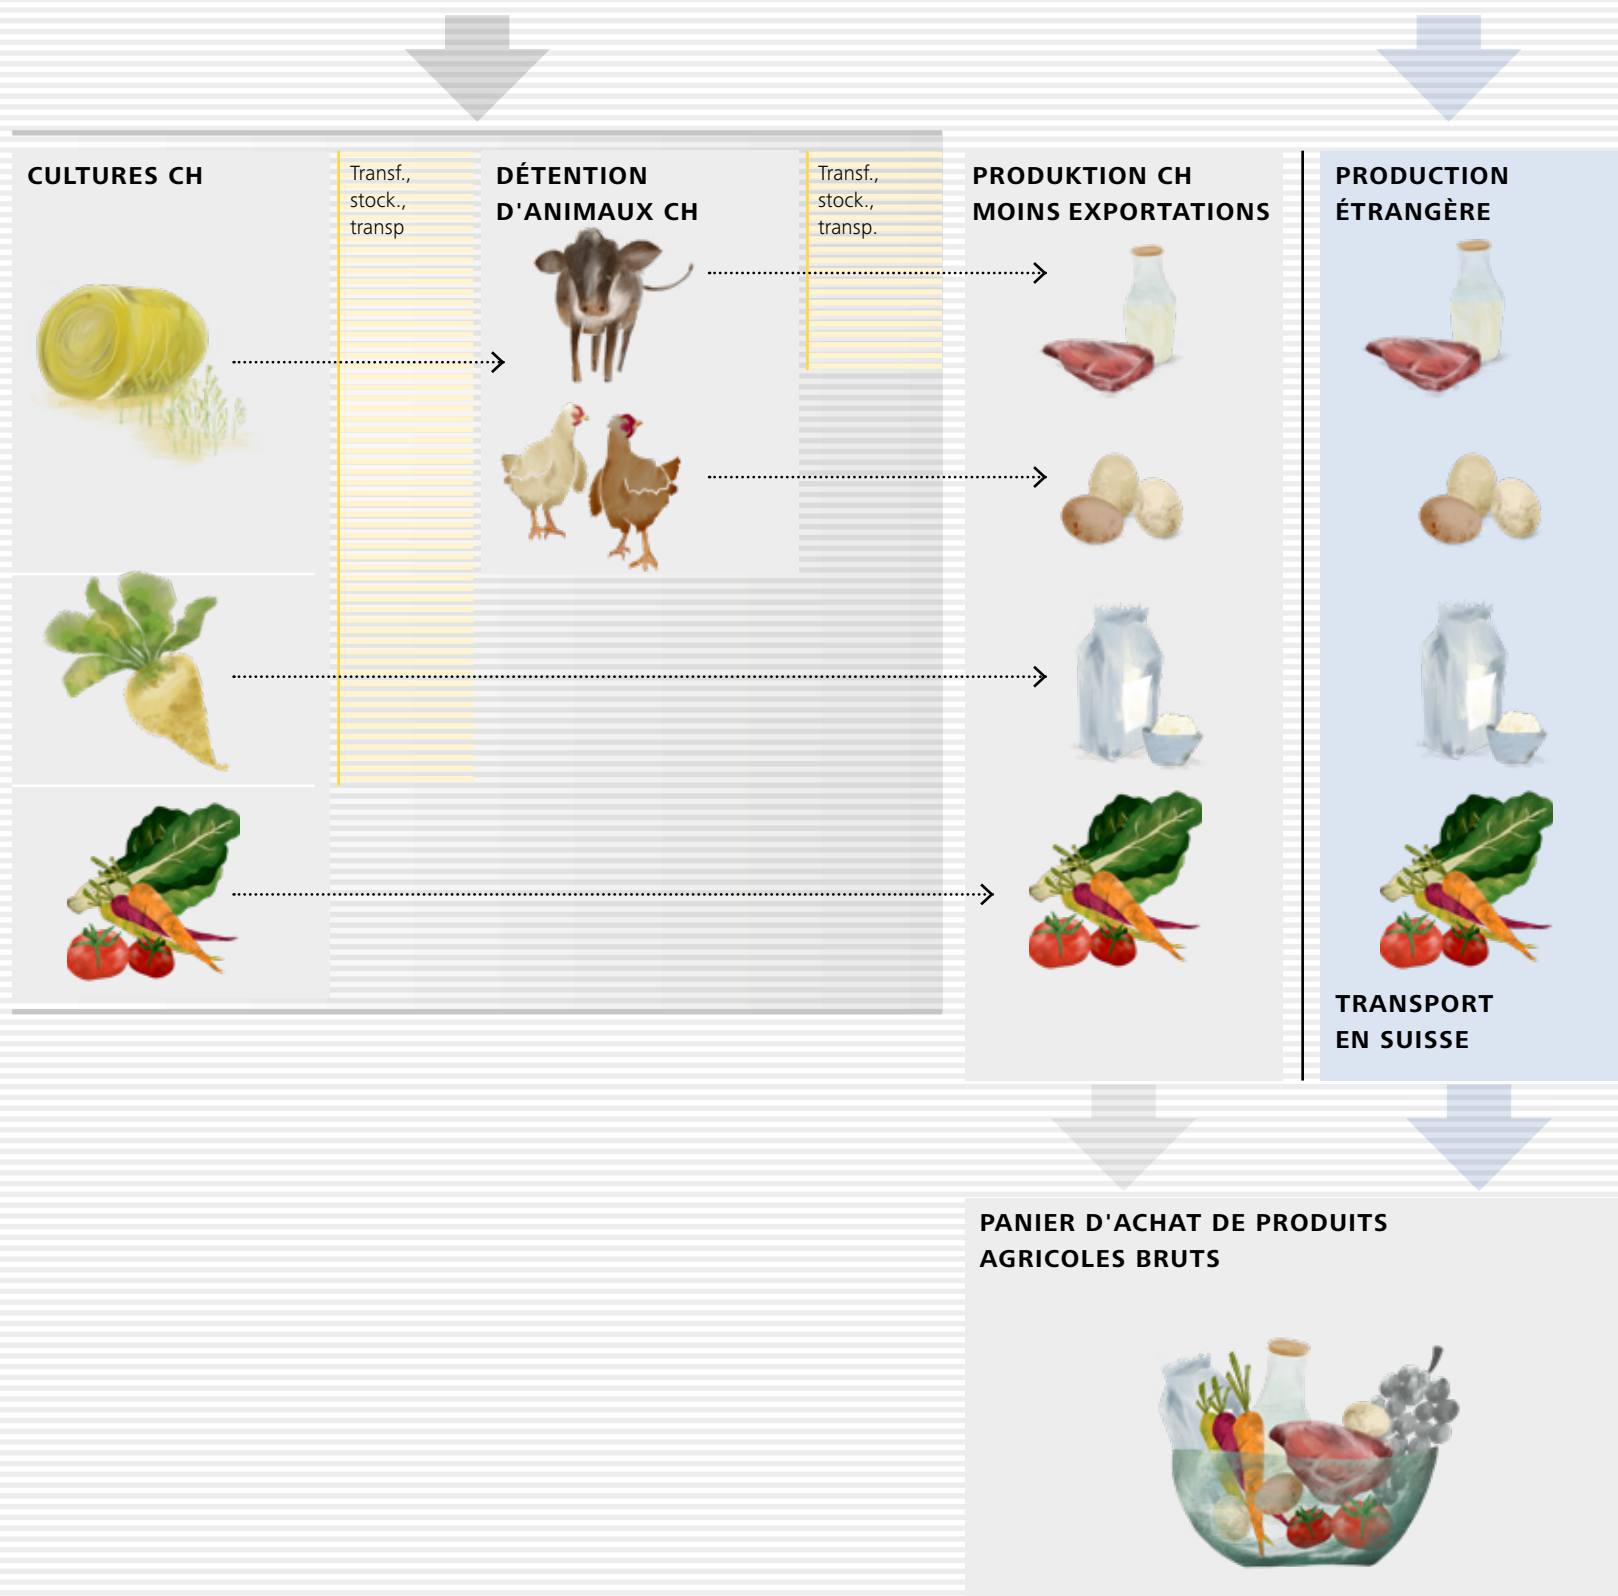 CULTURES CH
Transf.,
stock.,
transp
DÉTENTION
D'ANIMAUX CH
Transf.,
stock.,
transp.
PRODUKTION CH
MOINS EXPORTATIONS
PRODUCTION
ÉTRANGÈRE
TRANSPORT
EN SUISSE
PANIER D'ACHAT DE PRODUITS
AGRICOLES BRUTS